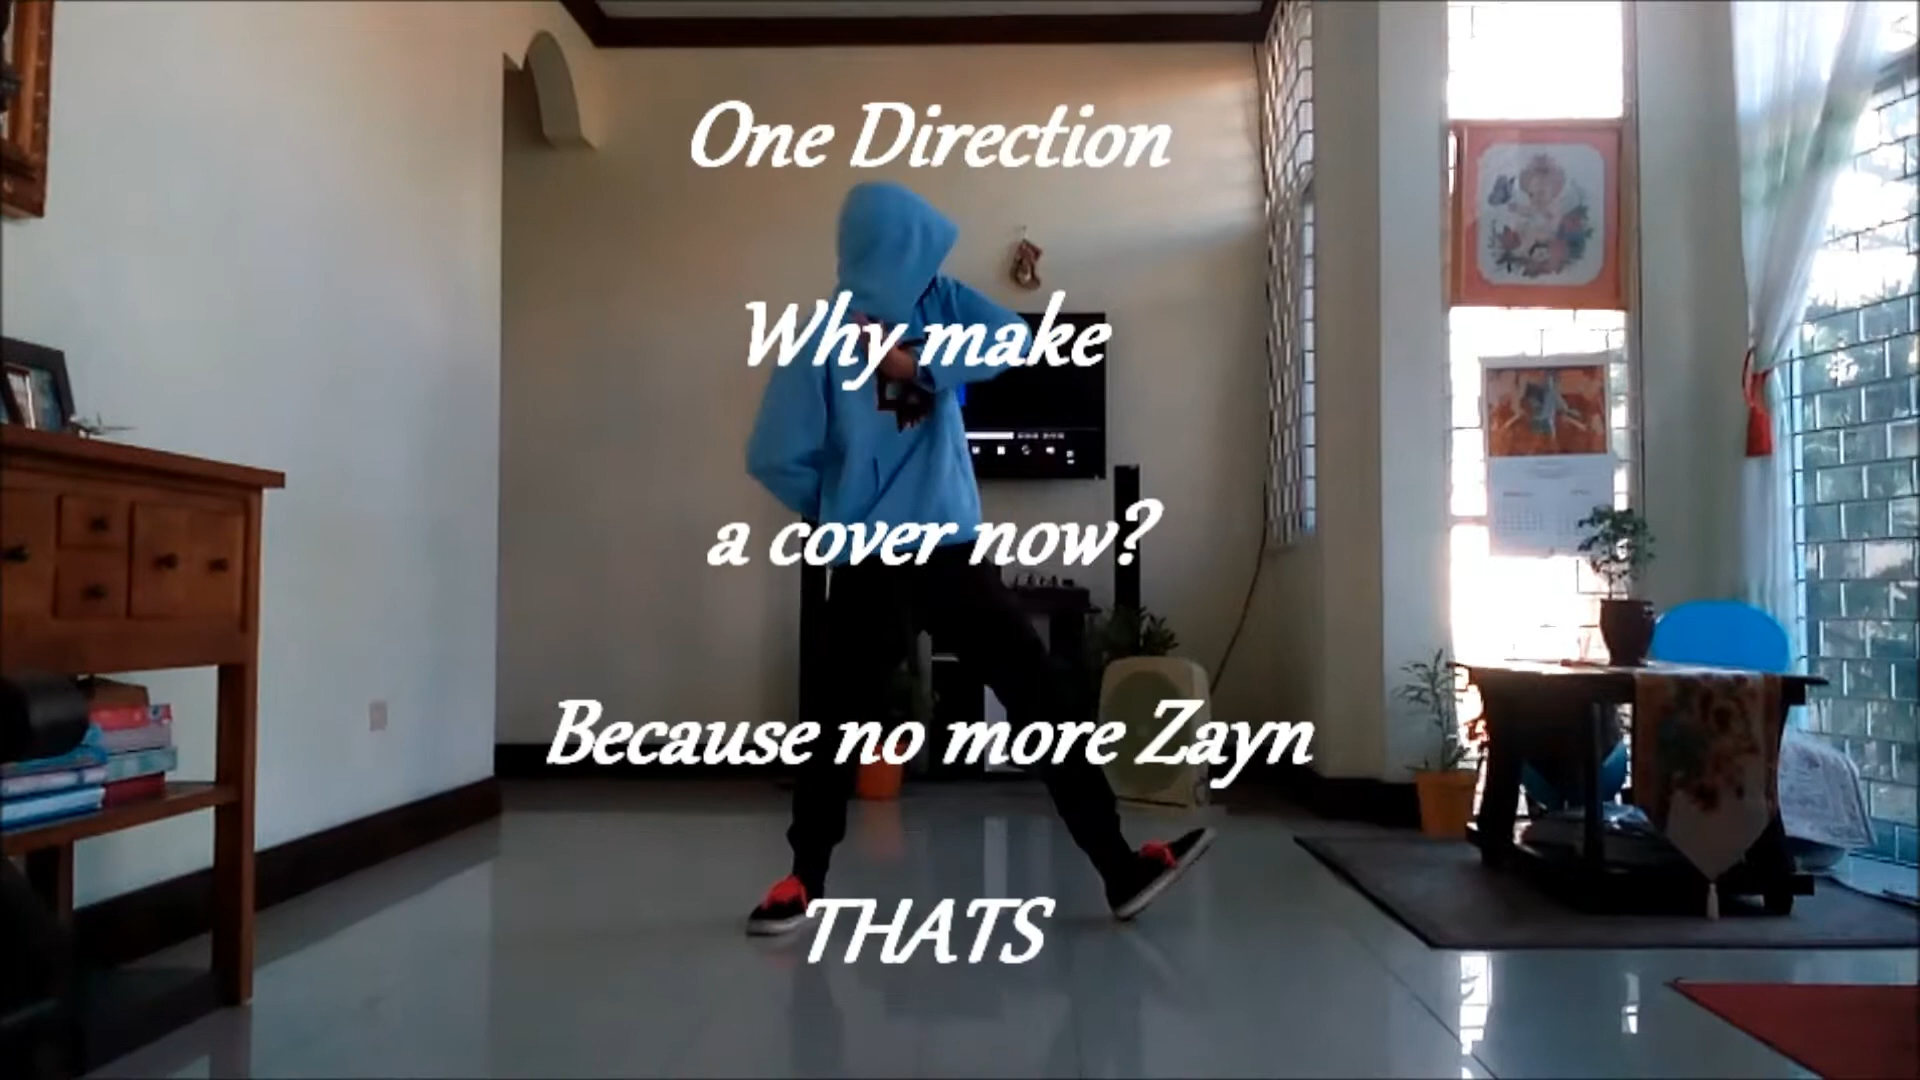 One Direction
Why make
a cover now?
Because no more Zayn
THATS